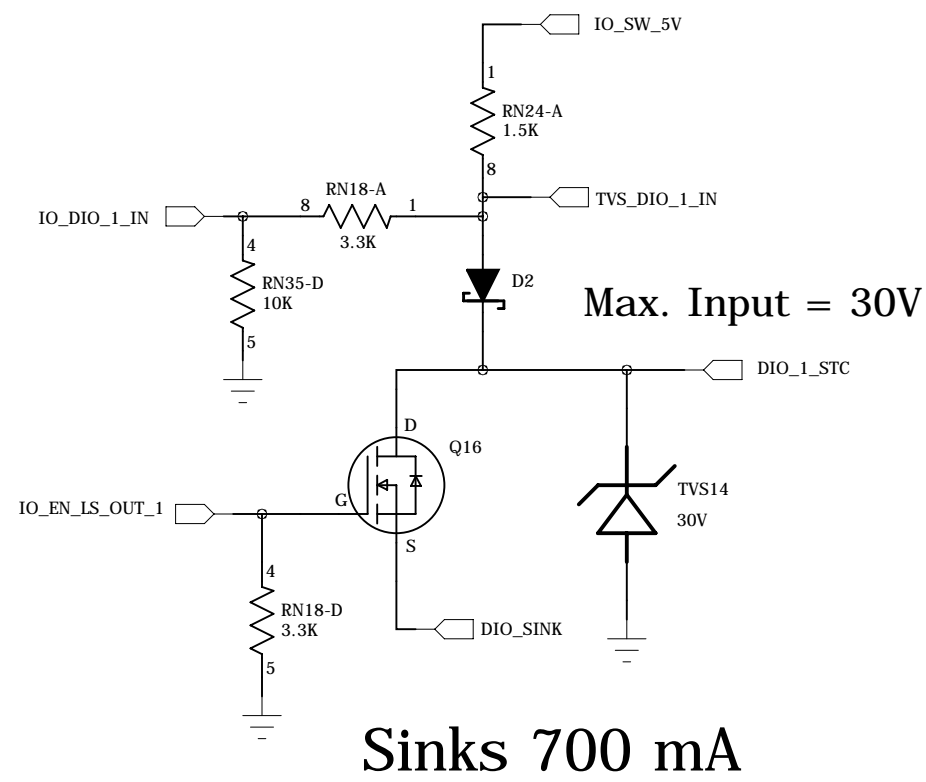 IO_SW_5V
1
RN24-A
1.5K
8
TVS_DIO_1_IN
RN18-A
IO_DIO_1_IN
8
1
3.3K
4
RN35-D
10K
5
D2
Max. Input = 30V
DIO_1_STC
D
Q16
G
IO_EN_LS_OUT_1
S
TVS14
30V
4
RN18-D
3.3K
5
DIO_SINK
Sinks 700 mA